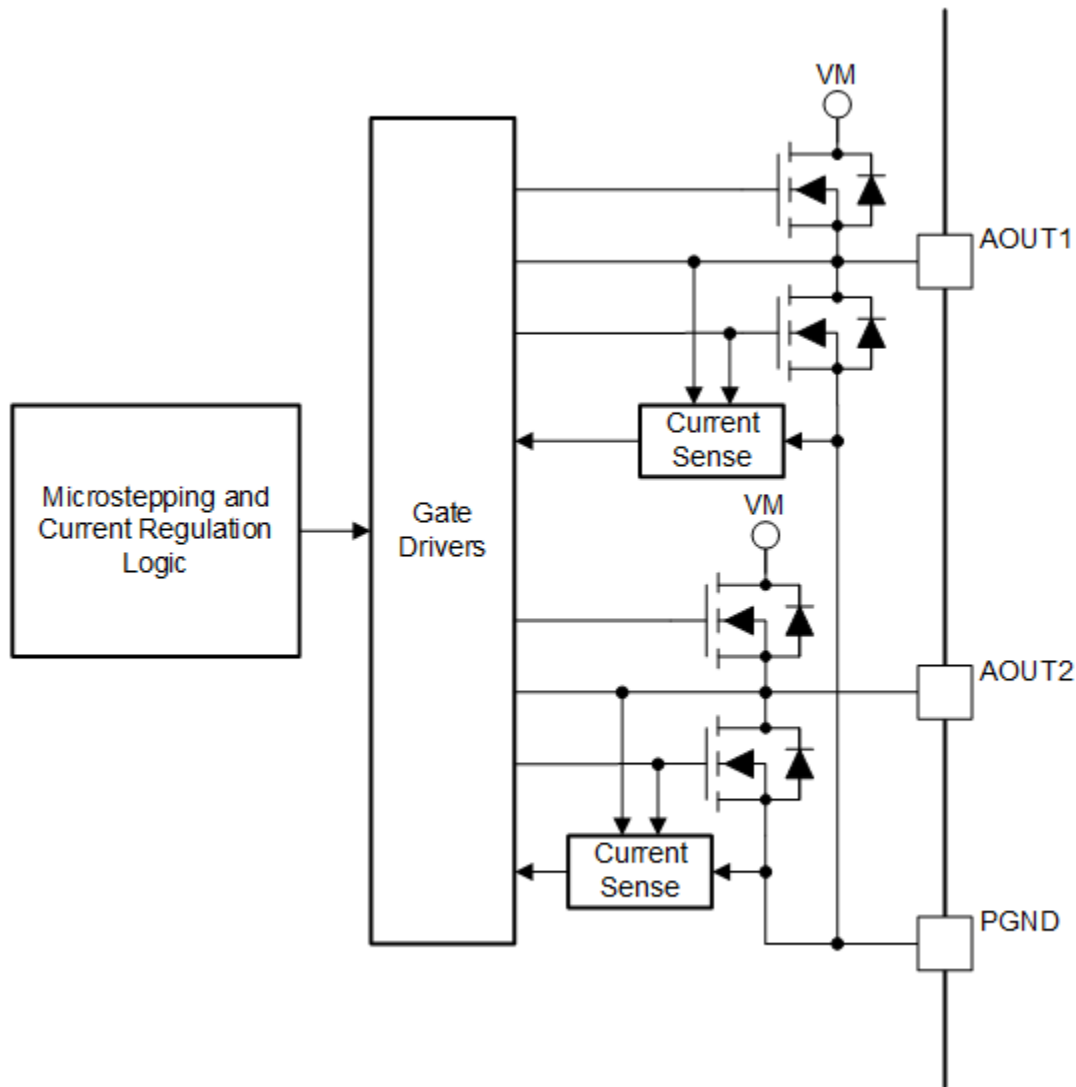 VM
AOUT1
Current
Sense
Microstepping and
Current Regulation
Logic
Gate
Drivers
VM
AOUT2
Current
Sense
PGND